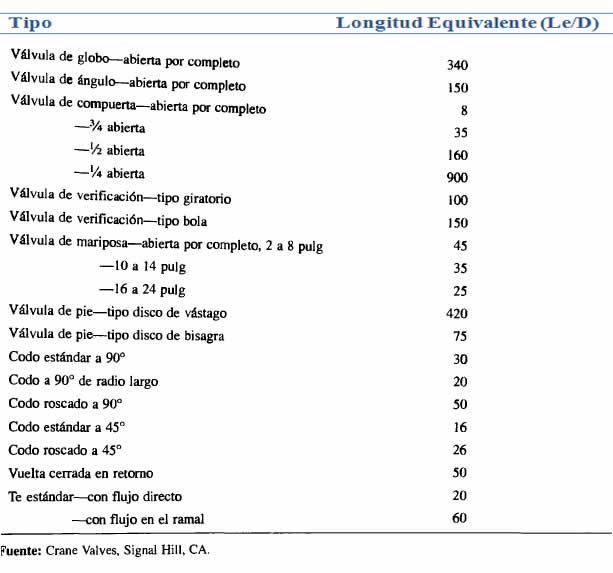 Tipo Longitud Equivalente (Le/D)
Válvula de globo—abierta por completo 340
Válvula de ángulo—abierta por completo 150
Válvula de compuerta—abierta por completo 8
—¾ abierta 35
—½ abierta 160
—¼ abierta 900
Válvula de verificación—tipo giratorio 100
Válvula de verificación—tipo bola 150
Válvula de mariposa—abierta por completo, 2 a 8 pulg 45
—10 a 14 pulg 35
—16 a 24 pulg 25
Válvula de pie—tipo disco de vástago 420
Válvula de pie—tipo disco de bisagra 75
Codo estándar a 90° 30
Codo a 90° de radio largo 20
Codo roscado a 90° 50
Codo estándar a 45° 16
Codo roscado a 45° 26
Vuelta cerrada en retorno 50
Te estándar—con flujo directo 20
—con flujo en el ramal 60
Fuente: Crane Valves, Signal Hill, CA.